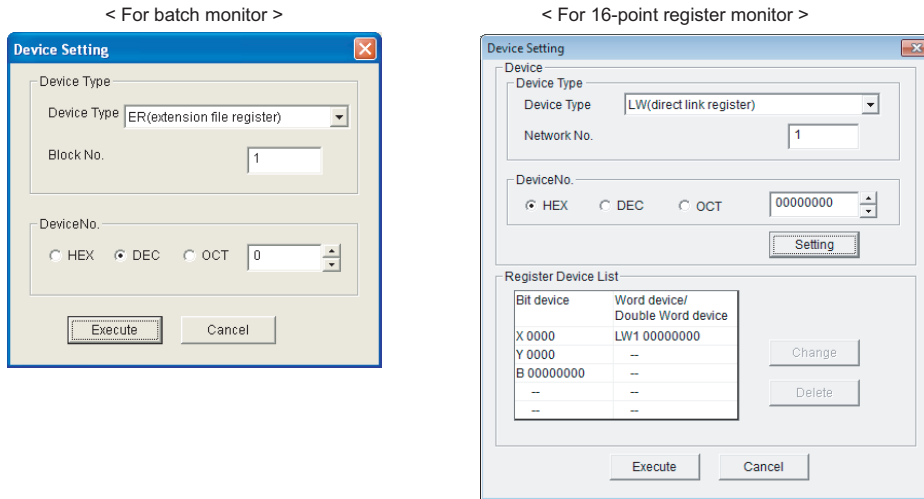 < For batch monitor >
Device Setting
Device Type
Device Type ER(extension file register)
Block No. 1
DeviceNo.
HEX DEC OCT 0
Execute Cancel
< For 16-point register monitor >
Device Setting
Device
Device Type
Device Type LW(direct link register)
Network No. 1
DeviceNo.
HEX DEC OCT 00000000
Setting
Register Device List
Bit device Word device/
Double Word device
X 0000 LW1 00000000
Y 0000 --
B 00000000 --
-- --
-- --
Change
Delete
Execute Cancel